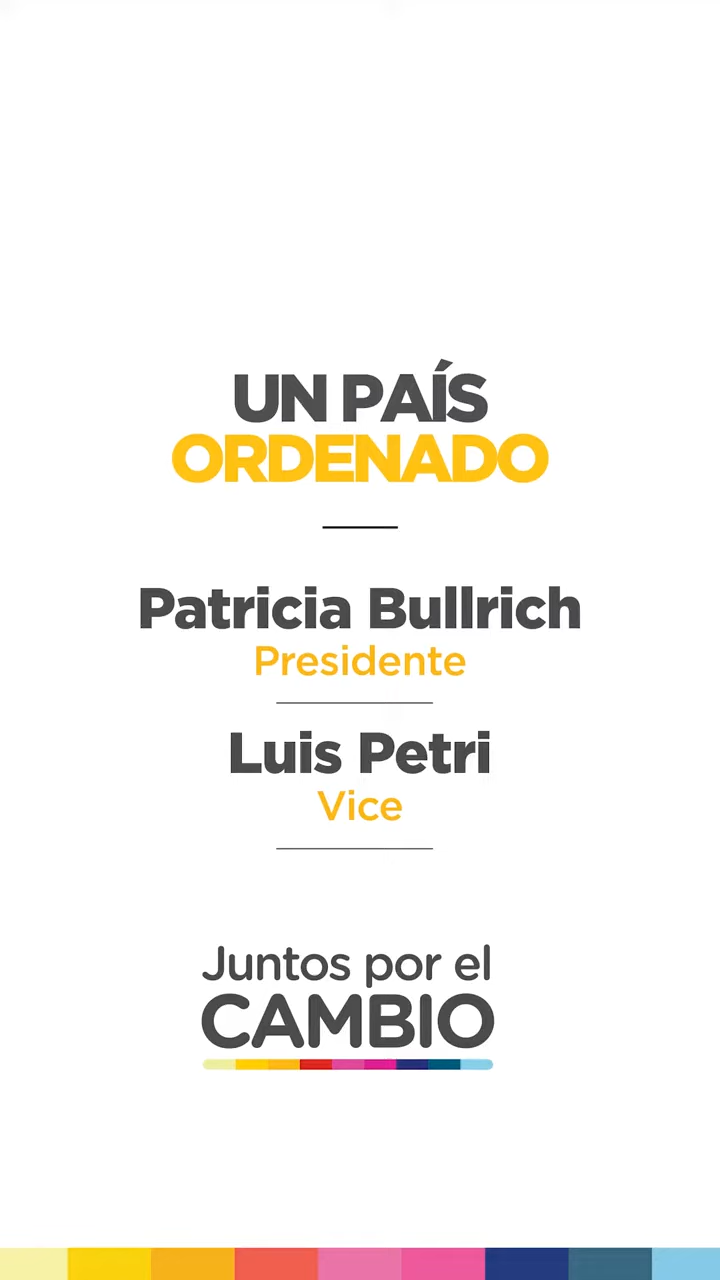 UN PAÍS
ORDENADO
Patricia Bullrich
Presidente
Luis Petri
Vice
Juntos por el
CAMBIO